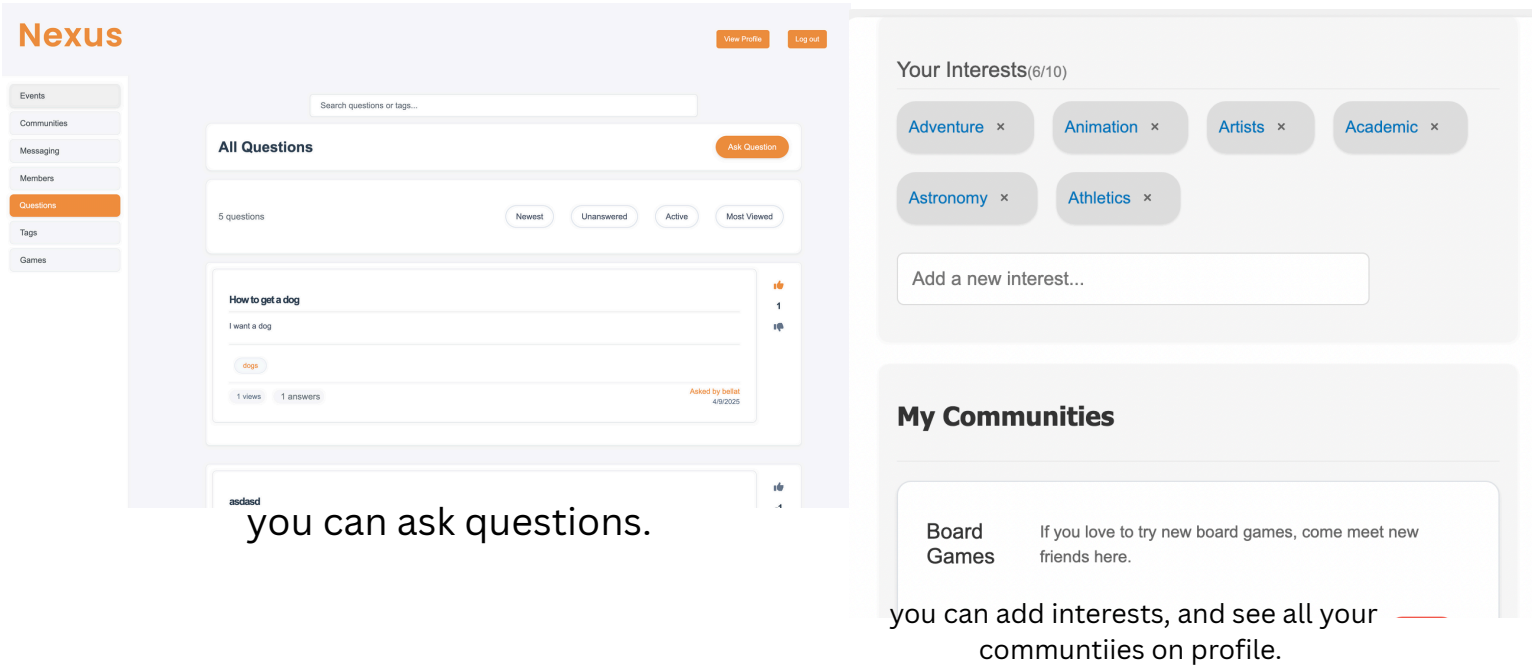 Nexus
View Profile
Log out
Events
Communities
Messaging
Members
Questions
Tags
Games
Search questions or tags...
All Questions
Ask Question
5 questions
Newest
Unanswered
Active
Most Viewed
How to get a dog
I want a dog
dogs
1 views
1 answers
Asked by bellat
4/9/2025
1
asdasd
-1
you can ask questions.
Your Interests(6/10)
Adventure ×
Animation ×
Artists ×
Academic ×
Astronomy ×
Athletics ×
Add a new interest...
My Communities
Board
Games
If you love to try new board games, come meet new
friends here.
you can add interests, and see all your
communtiies on profile.